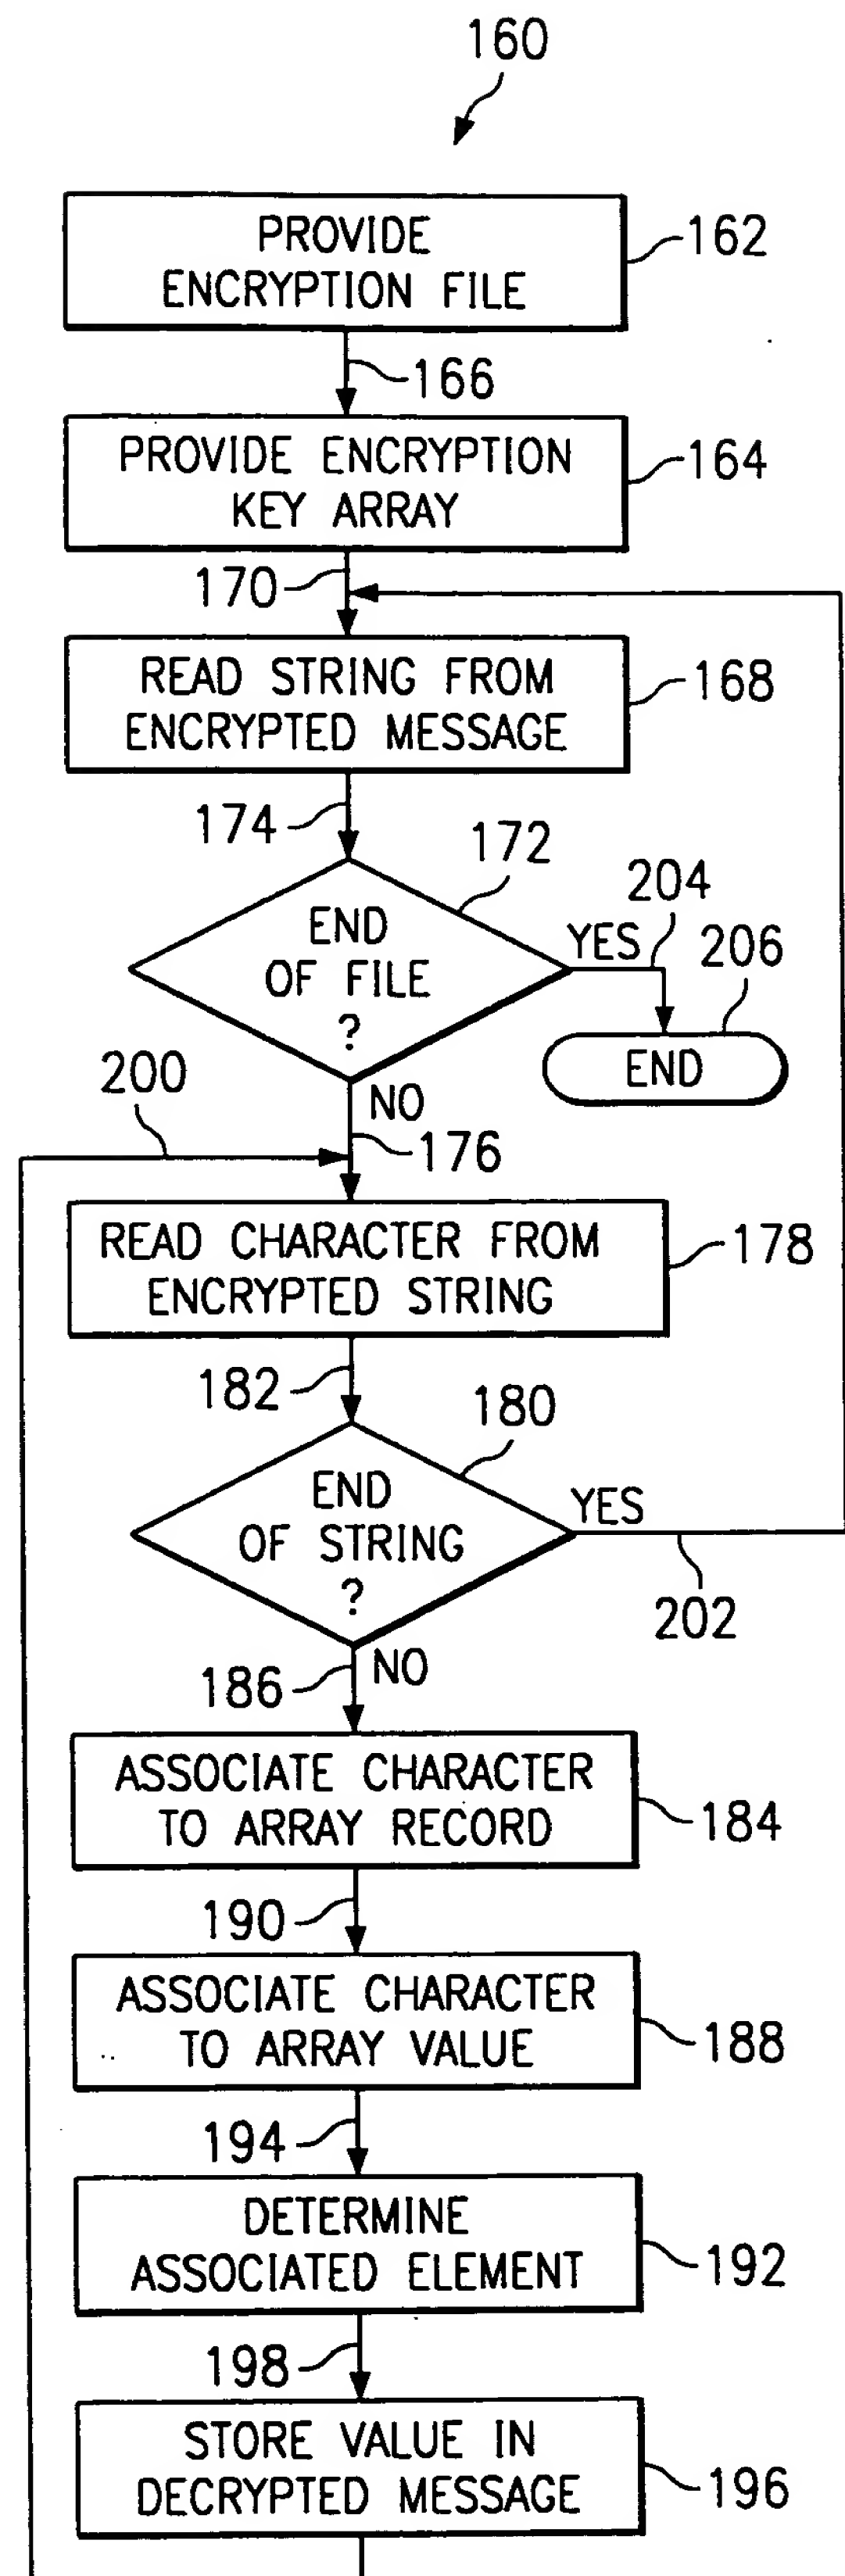 160
PROVIDE
ENCRYPTION FILE
162
166
PROVIDE ENCRYPTION
KEY ARRAY
164
170
READ STRING FROM
ENCRYPTED MESSAGE
168
174
172
END
OF FILE
?
YES
204
206
END
NO
200
176
READ CHARACTER FROM
ENCRYPTED STRING
178
182
180
END
OF STRING
?
YES
202
NO
186
ASSOCIATE CHARACTER
TO ARRAY RECORD
184
190
ASSOCIATE CHARACTER
TO ARRAY VALUE
188
194
DETERMINE
ASSOCIATED ELEMENT
192
198
STORE VALUE IN
DECRYPTED MESSAGE
196